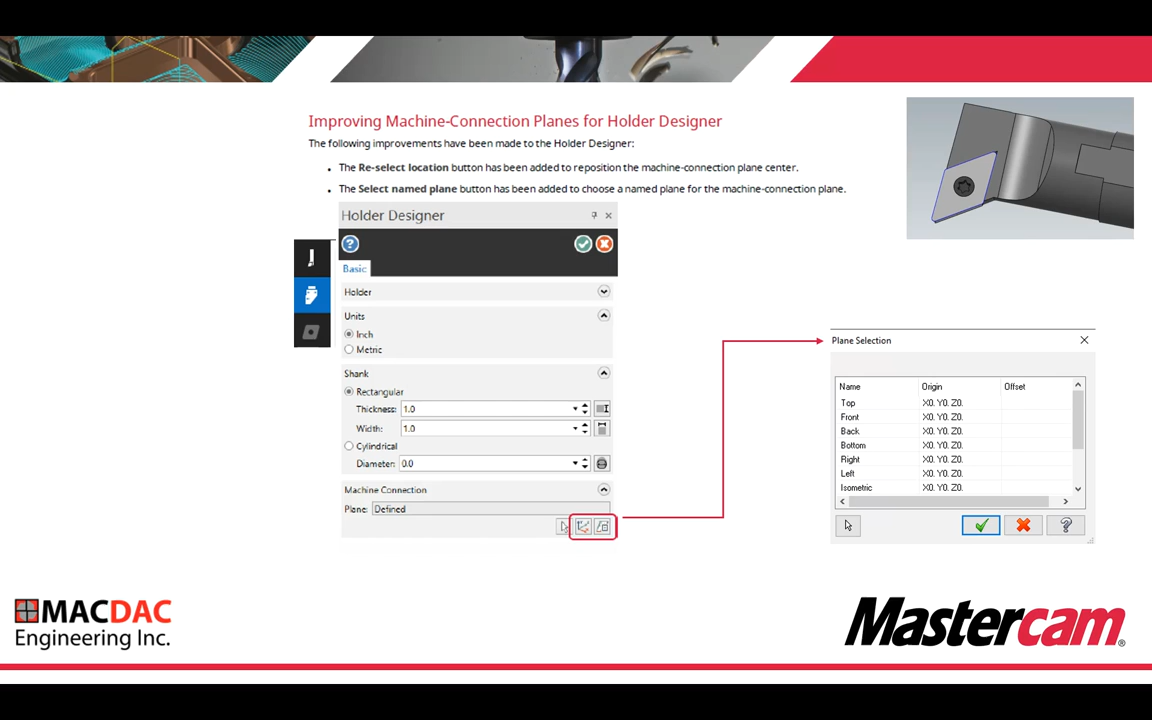 Improving Machine-Connection Planes for Holder Designer
The following improvements have been made to the Holder Designer:
• The Re-select location button has been added to reposition the machine-connection plane center.
• The Select named plane button has been added to choose a named plane for the machine-connection plane.
Holder Designer
Basic
Holder
Units
Inch
Metric
Shank
Rectangular
Thickness: 1.0
Width: 1.0
Cylindrical
Diameter: 0.0
Machine Connection
Plane: Defined
Plane Selection
Name Origin Offset
Top X0. Y0. Z0.
Front X0. Y0. Z0.
Back X0. Y0. Z0.
Bottom X0. Y0. Z0.
Right X0. Y0. Z0.
Left X0. Y0. Z0.
Isometric X0. Y0. Z0.
MACDAC
Engineering Inc.
Mastercam®